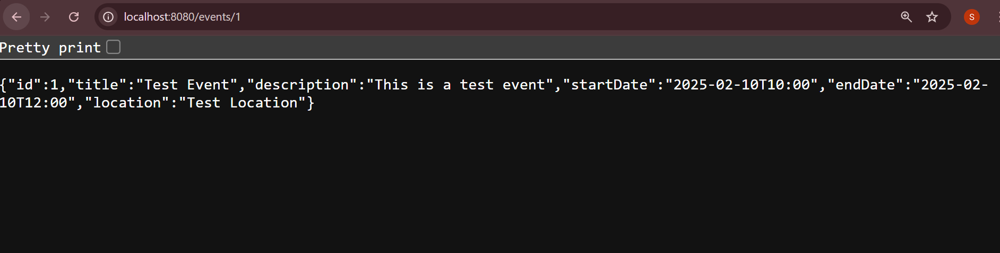 localhost:8080/events/1
S
Pretty print
{"id":1,"title":"Test Event","description":"This is a test event","startDate":"2025-02-10T10:00","endDate":"2025-02-
10T12:00","location":"Test Location"}